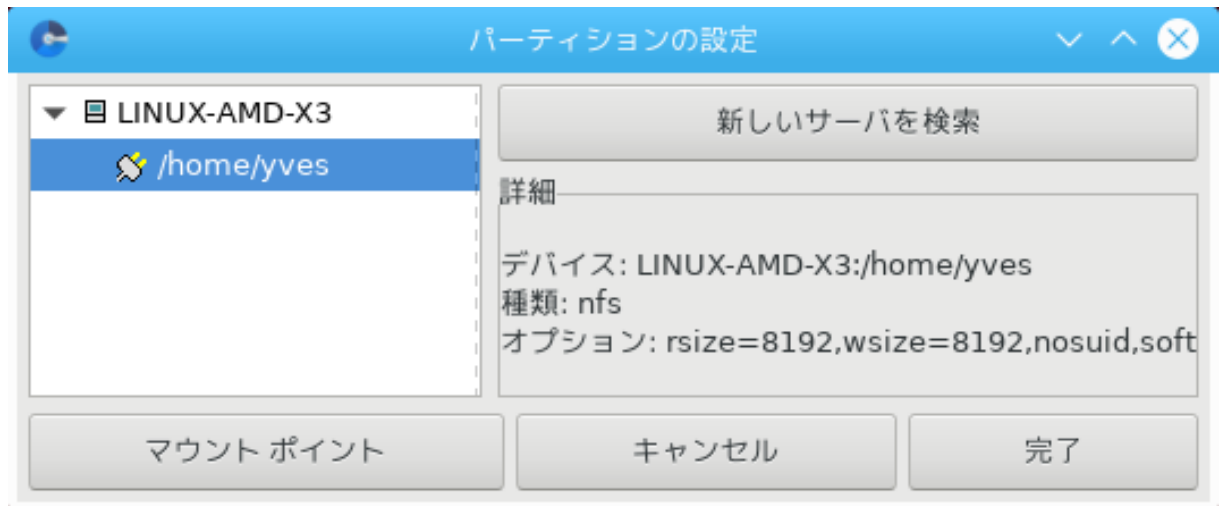 パーティションの設定
LINUX-AMD-X3
/home/yves
新しいサーバを検索
詳細
デバイス: LINUX-AMD-X3:/home/yves
種類: nfs
オプション: rsize=8192,wsize=8192,nosuid,soft
マウント ポイント
キャンセル
完了